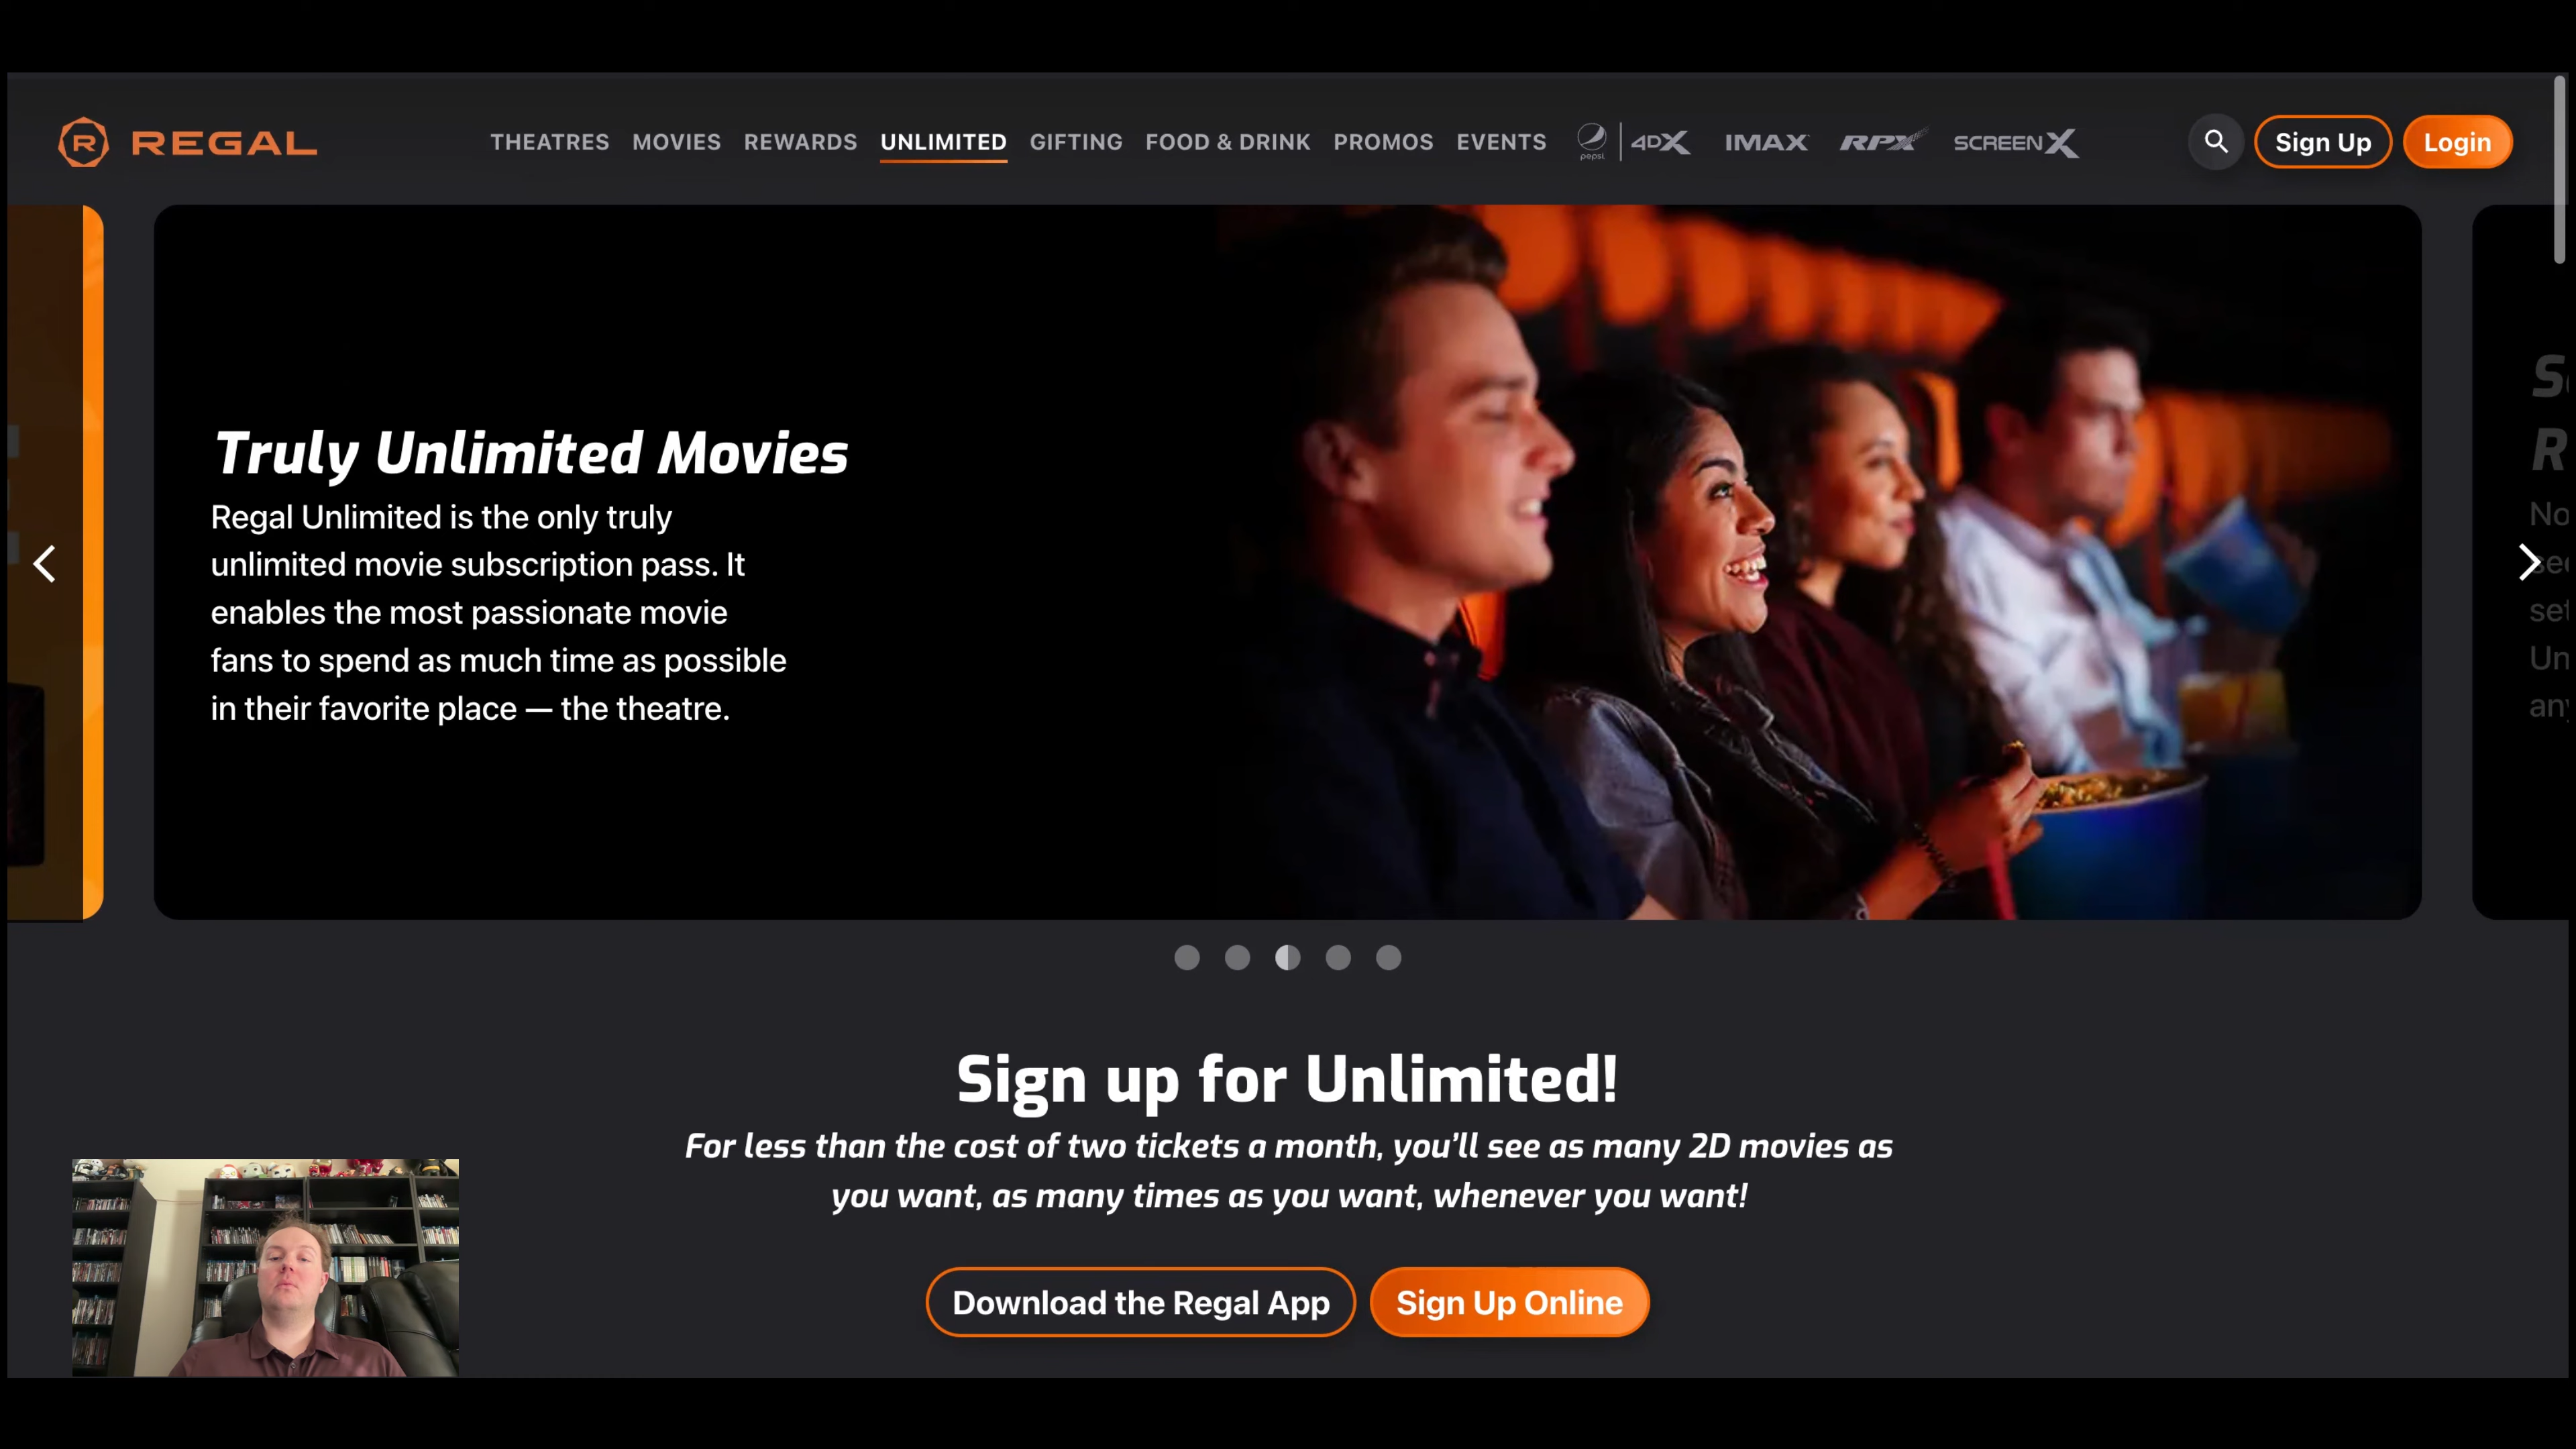 REGAL
THEATRES MOVIES REWARDS UNLIMITED GIFTING FOOD & DRINK PROMOS EVENTS pepsi 4DX IMAX RPX SCREENX Sign Up Login
Truly Unlimited Movies
Regal Unlimited is the only truly
unlimited movie subscription pass. It
enables the most passionate movie
fans to spend as much time as possible
in their favorite place — the theatre.
Sign up for Unlimited!
For less than the cost of two tickets a month, you'll see as many 2D movies as
you want, as many times as you want, whenever you want!
Download the Regal App
Sign Up Online